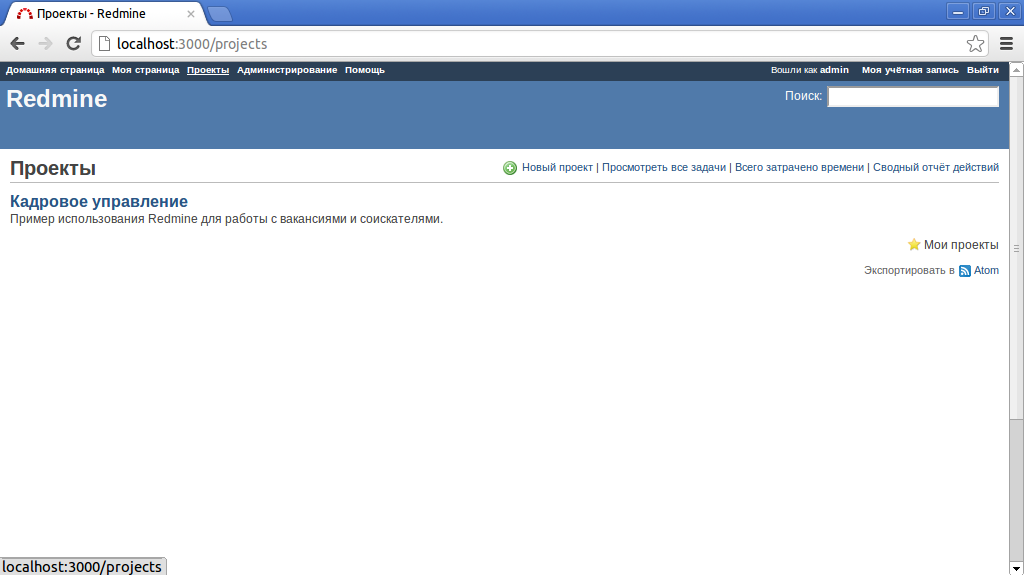 Проекты - Redmine
localhost:3000/projects
Домашняя страница Моя страница Проекты Администрирование Помощь Вошли как admin Моя учётная запись Выйти
Redmine Поиск:
Проекты Новый проект | Просмотреть все задачи | Всего затрачено времени | Сводный отчёт действий
Кадровое управление
Пример использования Redmine для работы с вакансиями и соискателями.
Мои проекты
Экспортировать в Atom
localhost:3000/projects